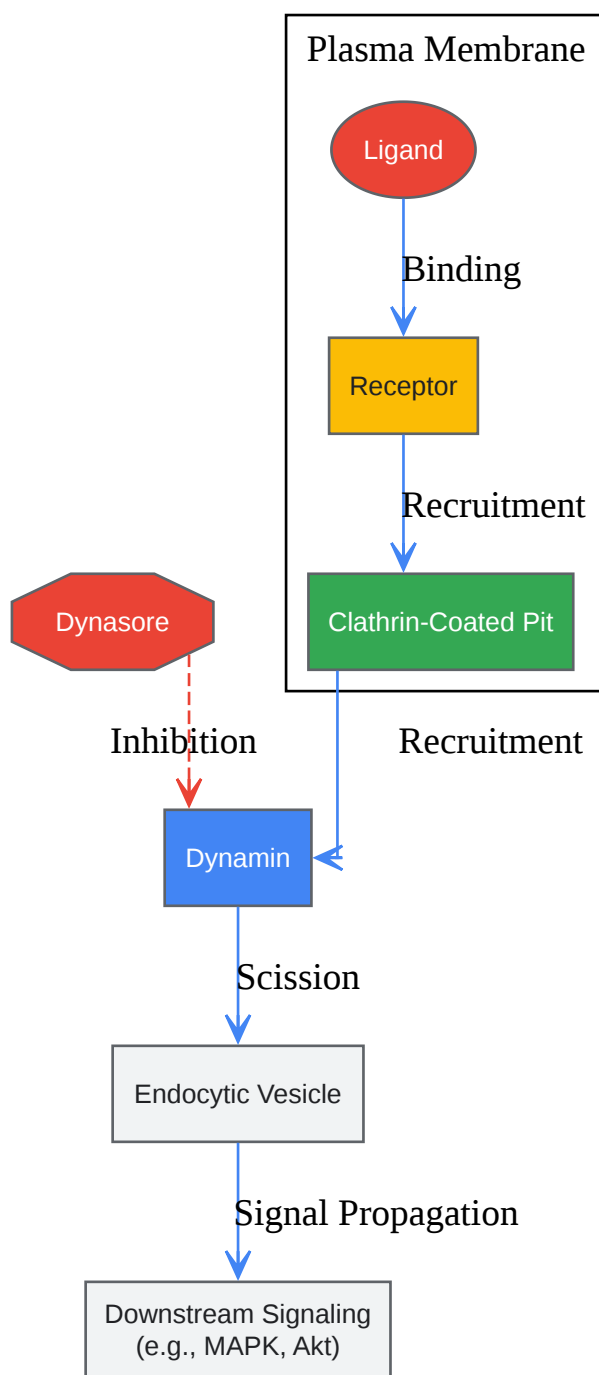 Plasma Membrane
Ligand
Binding
Receptor
Recruitment
Dynasore
Clathrin-Coated Pit
Inhibition
Recruitment
Dynamin
Scission
Endocytic Vesicle
Signal Propagation
Downstream Signaling
(e.g., MAPK, Akt)